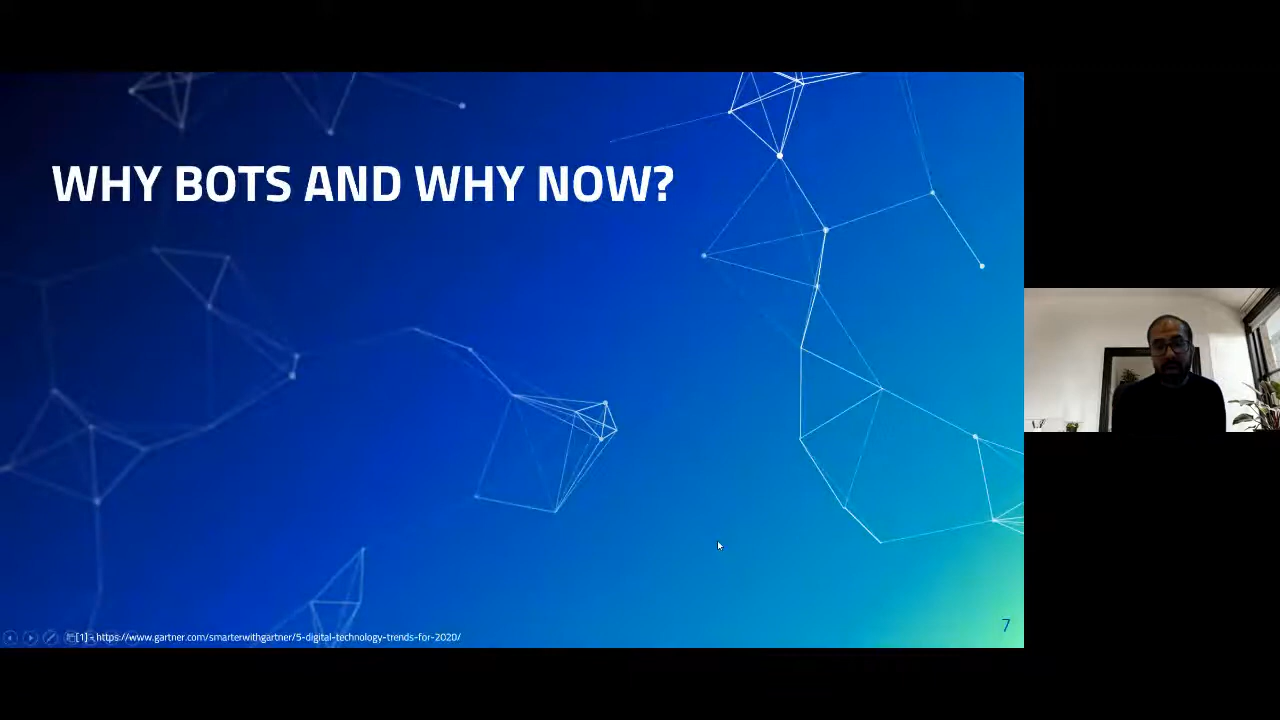 WHY BOTS AND WHY NOW?
[1] - https://www.gartner.com/smarterwithgartner/5-digital-technology-trends-for-2020/
7